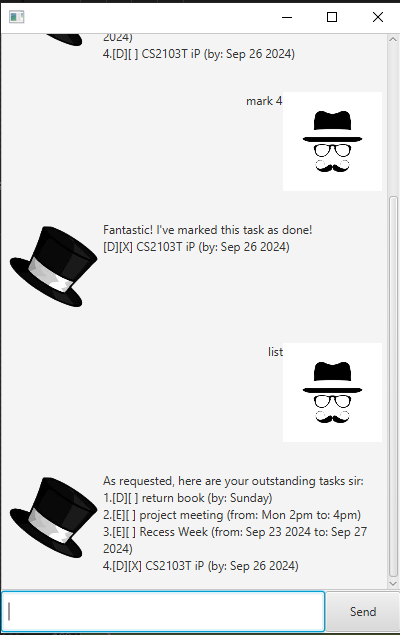 2024)
4.[D][ ] CS2103T iP (by: Sep 26 2024)
mark 4
Fantastic! I've marked this task as done!
[D][X] CS2103T iP (by: Sep 26 2024)
list
As requested, here are your outstanding tasks sir:
1.[D][ ] return book (by: Sunday)
2.[E][ ] project meeting (from: Mon 2pm to: 4pm)
3.[E][ ] Recess Week (from: Sep 23 2024 to: Sep 27
2024)
4.[D][X] CS2103T iP (by: Sep 26 2024)
Send